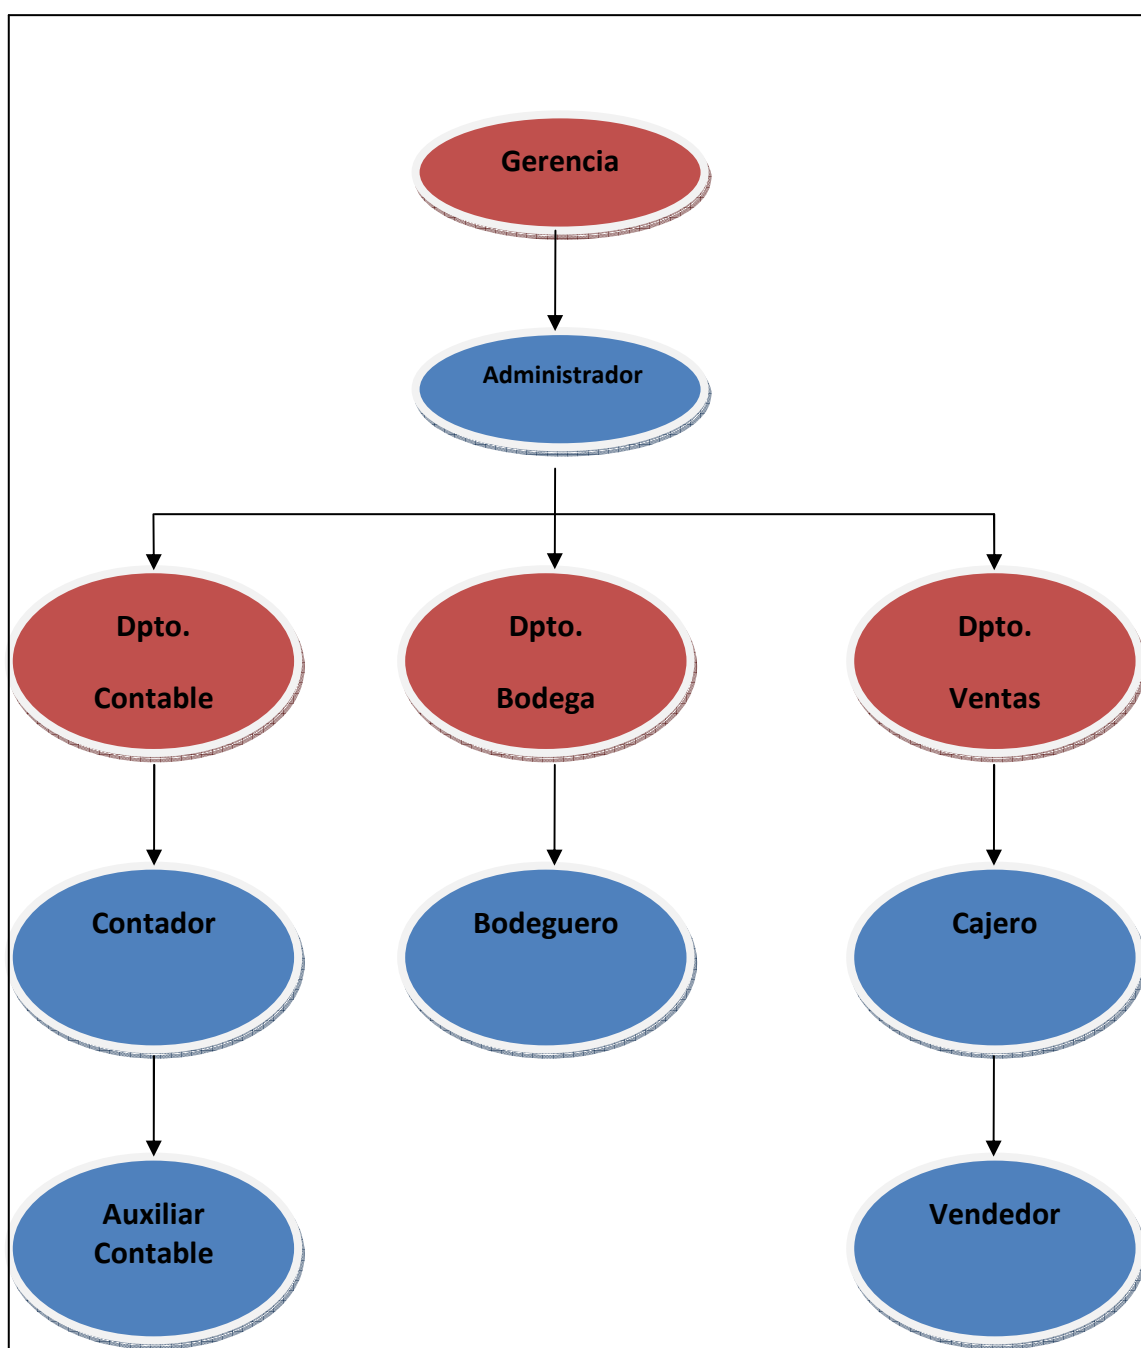 Gerencia
Administrador
Dpto.
Contable
Dpto.
Bodega
Dpto.
Ventas
Contador
Bodeguero
Cajero
Auxiliar
Contable
Vendedor